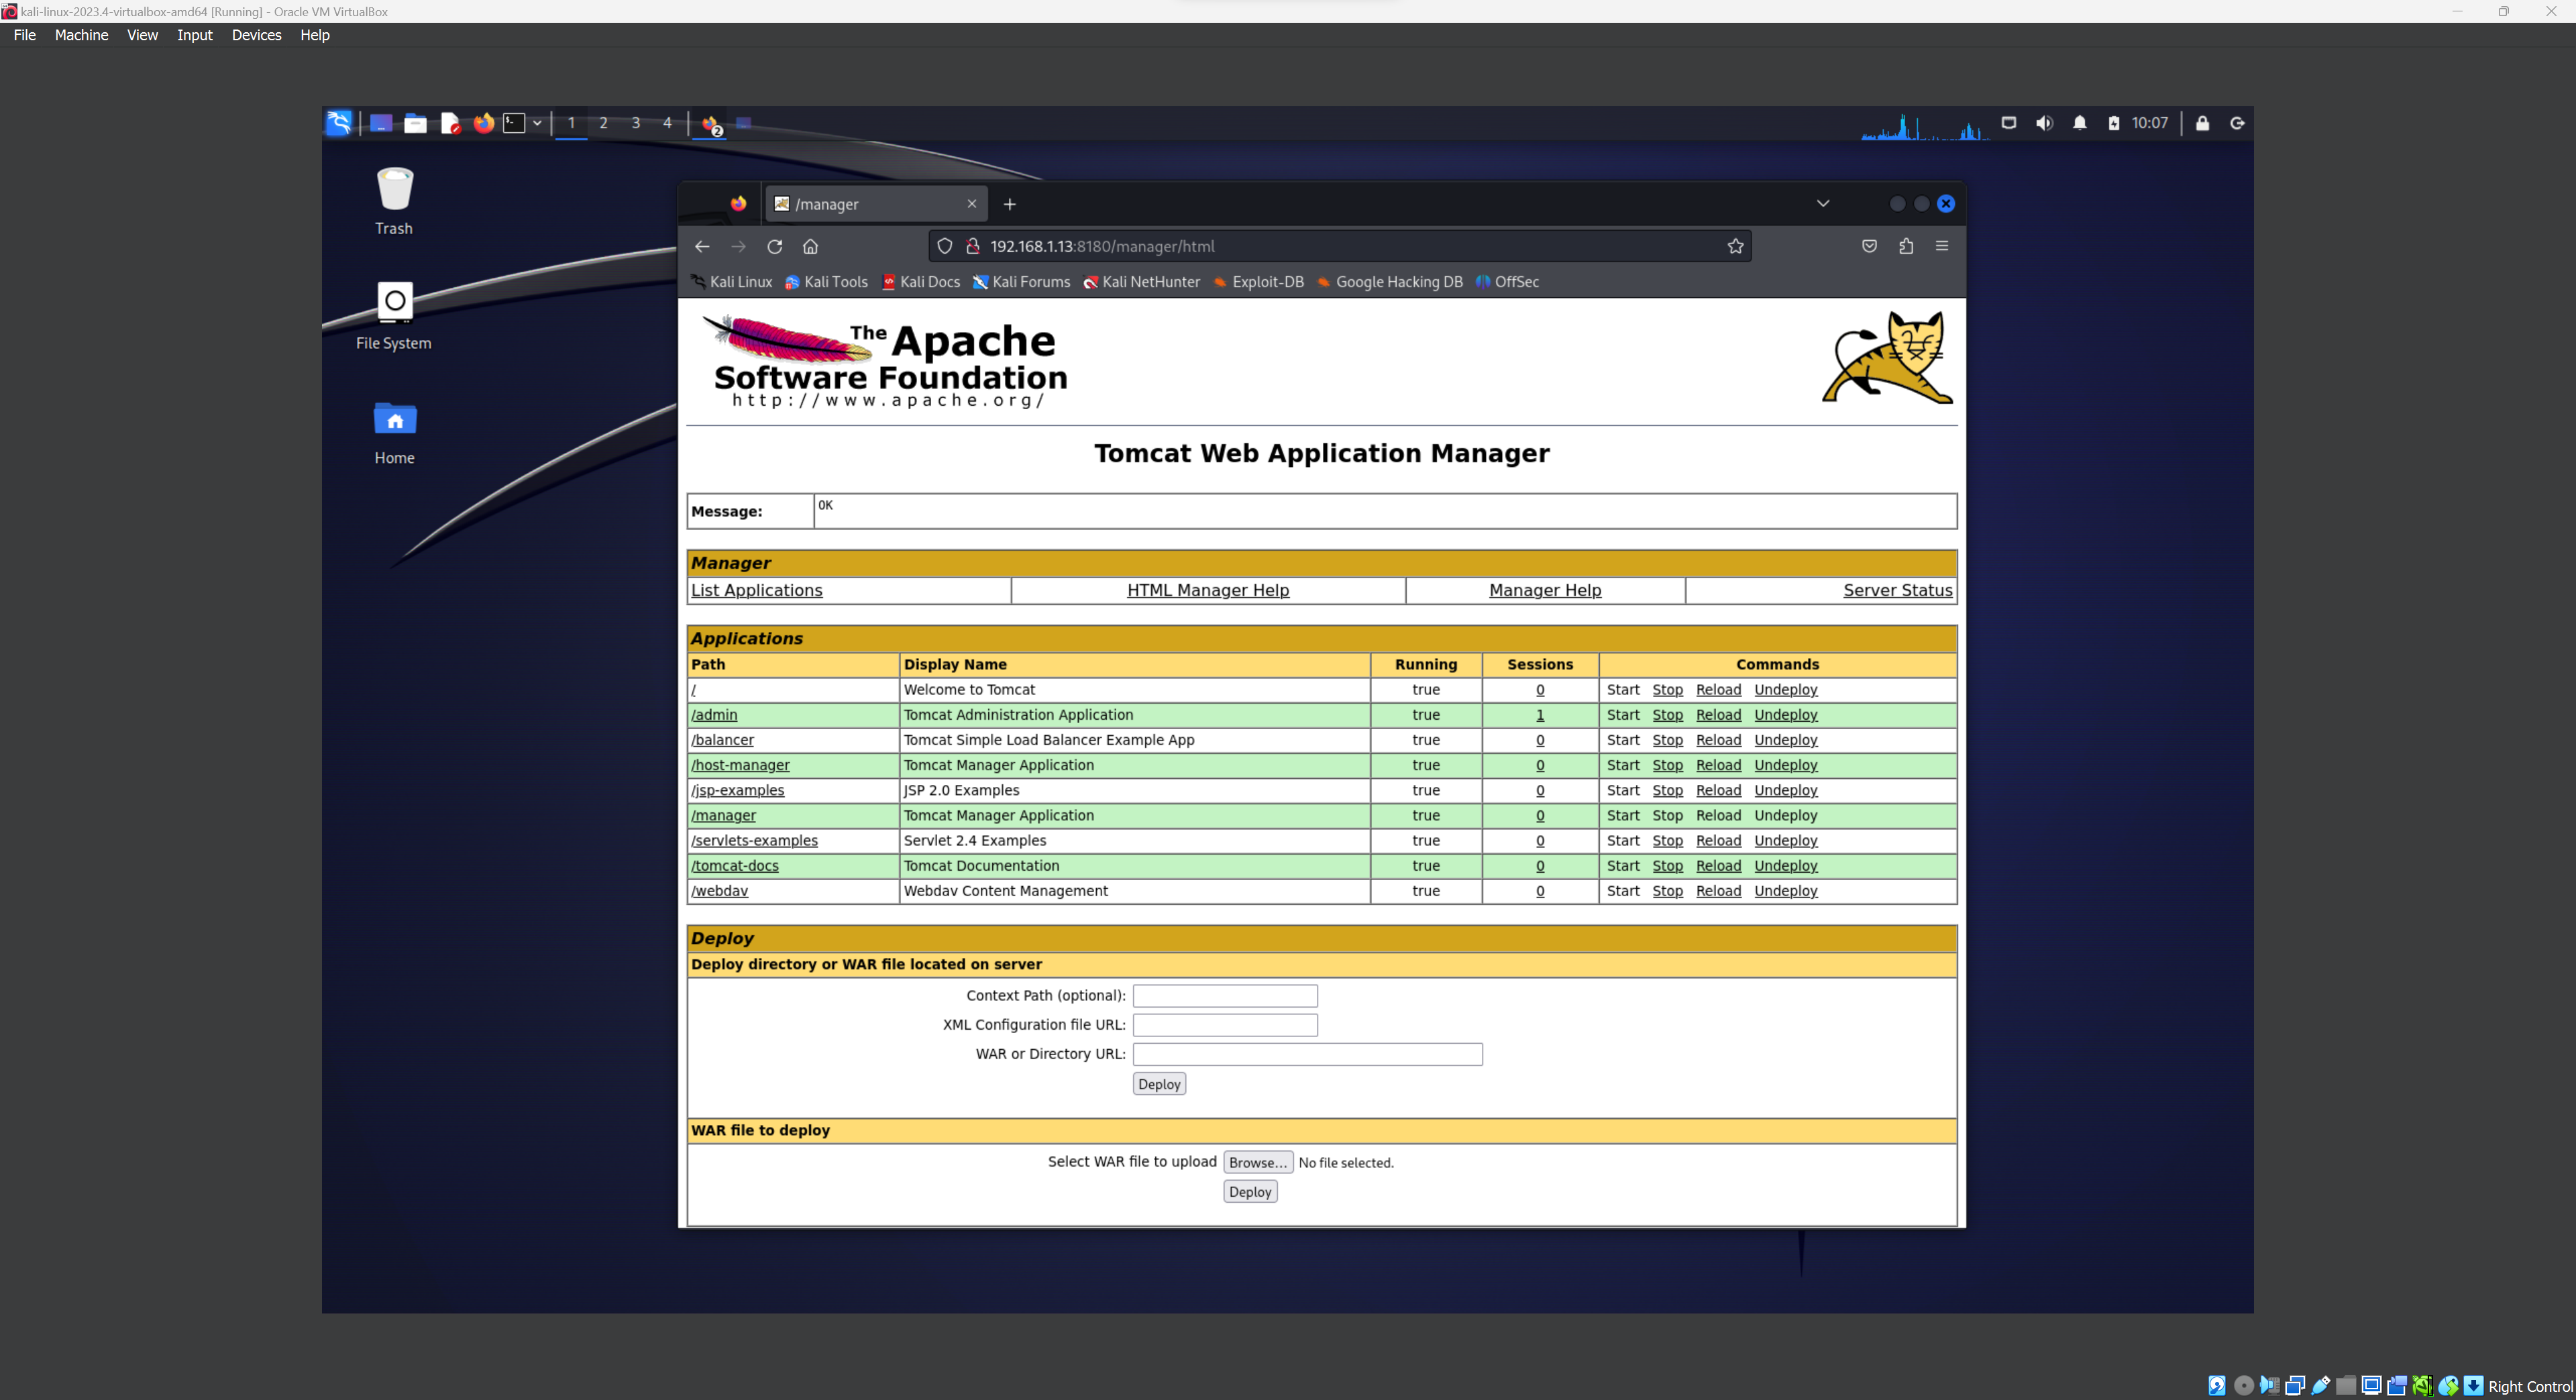 kali-linux-2023.4-virtualbox-amd64 [Running] - Oracle VM VirtualBox
File Machine View Input Devices Help
1 2 3 4 2 10:07
Trash
File System
Home
/manager
192.168.1.13:8180/manager/html
Kali Linux Kali Tools Kali Docs Kali Forums Kali NetHunter Exploit-DB Google Hacking DB OffSec
The Apache
Software Foundation
http://www.apache.org/
Tomcat Web Application Manager
Message: OK
Manager
List Applications HTML Manager Help Manager Help Server Status
Applications
Path Display Name Running Sessions Commands
/ Welcome to Tomcat true 0 Start Stop Reload Undeploy
/admin Tomcat Administration Application true 1 Start Stop Reload Undeploy
/balancer Tomcat Simple Load Balancer Example App true 0 Start Stop Reload Undeploy
/host-manager Tomcat Manager Application true 0 Start Stop Reload Undeploy
/jsp-examples JSP 2.0 Examples true 0 Start Stop Reload Undeploy
/manager Tomcat Manager Application true 0 Start Stop Reload Undeploy
/servlets-examples Servlet 2.4 Examples true 0 Start Stop Reload Undeploy
/tomcat-docs Tomcat Documentation true 0 Start Stop Reload Undeploy
/webdav Webdav Content Management true 0 Start Stop Reload Undeploy
Deploy
Deploy directory or WAR file located on server
Context Path (optional):
XML Configuration file URL:
WAR or Directory URL:
Deploy
WAR file to deploy
Select WAR file to upload Browse... No file selected.
Deploy
Right Control